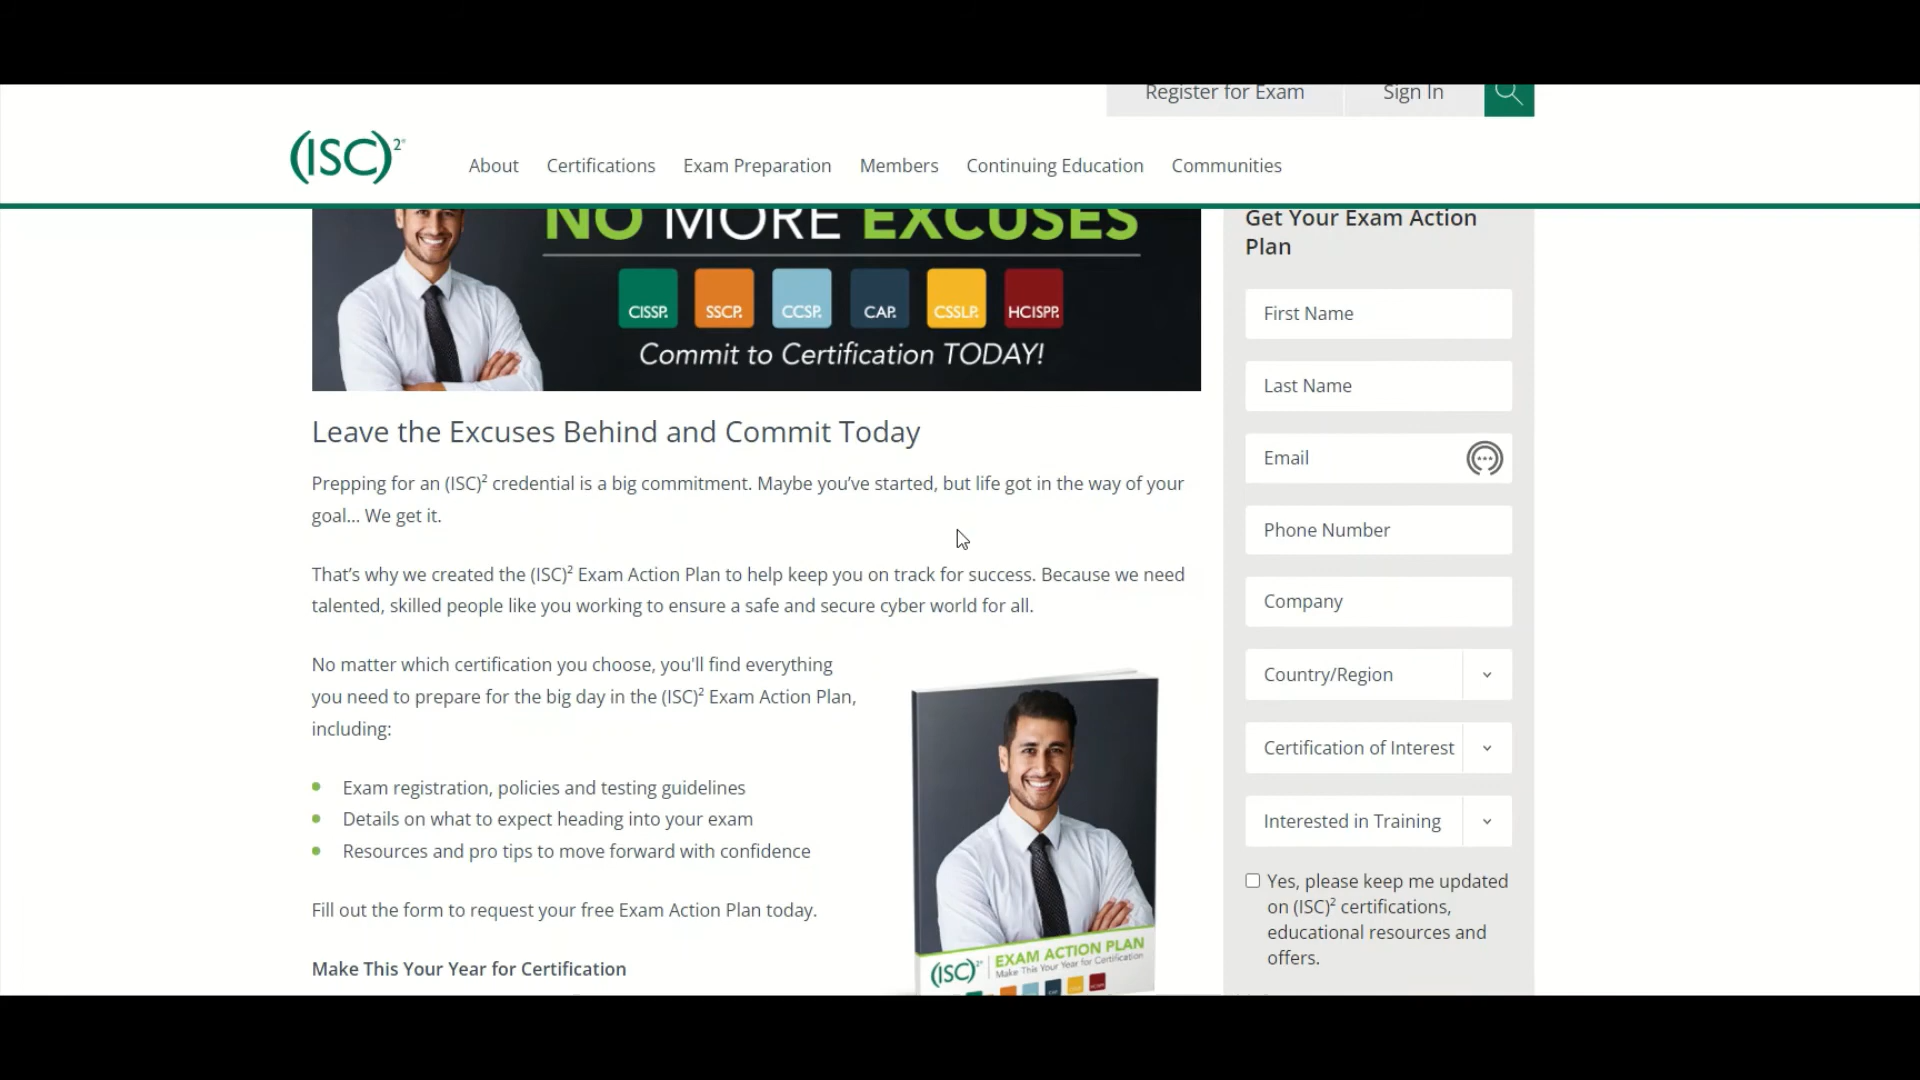 Register for Exam
Sign In
(ISC)²®
About
Certifications
Exam Preparation
Members
Continuing Education
Communities
NO MORE EXCUSES
CISSP.
SSCP.
CCSP.
CAP.
CSSLP.
HCISPP.
Commit to Certification TODAY!
Leave the Excuses Behind and Commit Today
Prepping for an (ISC)² credential is a big commitment. Maybe you’ve started, but life got in the way of your
goal... We get it.
That’s why we created the (ISC)² Exam Action Plan to help keep you on track for success. Because we need
talented, skilled people like you working to ensure a safe and secure cyber world for all.
No matter which certification you choose, you'll find everything
you need to prepare for the big day in the (ISC)² Exam Action Plan,
including:
Exam registration, policies and testing guidelines
Details on what to expect heading into your exam
Resources and pro tips to move forward with confidence
Fill out the form to request your free Exam Action Plan today.
Make This Your Year for Certification
(ISC)²®
EXAM ACTION PLAN
Make This Your Year for Certification
Get Your Exam Action
Plan
First Name
Last Name
Email
Phone Number
Company
Country/Region
Certification of Interest
Interested in Training
Yes, please keep me updated
on (ISC)² certifications,
educational resources and
offers.